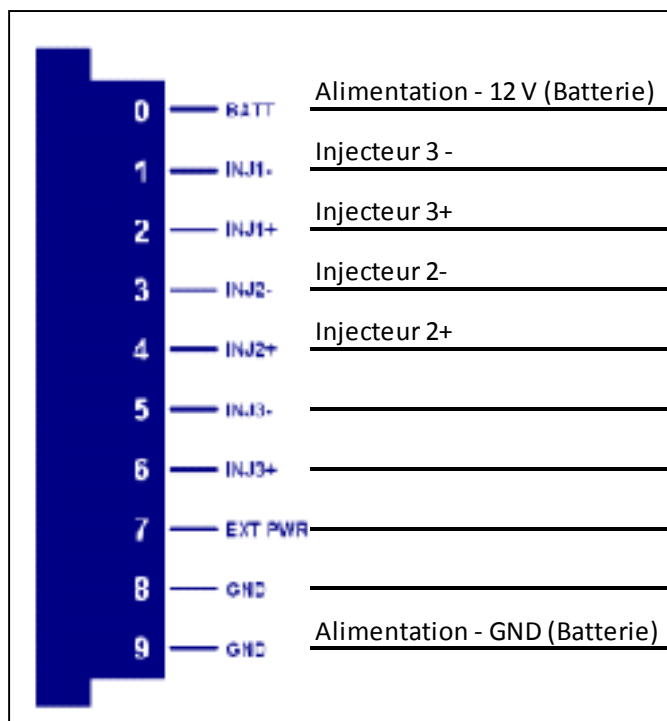 0 BATT Alimentation - 12 V (Batterie)
1 INJ1- Injecteur 3 -
2 INJ1+ Injecteur 3+
3 INJ2- Injecteur 2-
4 INJ2+ Injecteur 2+
5 INJ3-
6 INJ3+
7 EXT PWR
8 GND
9 GND Alimentation - GND (Batterie)